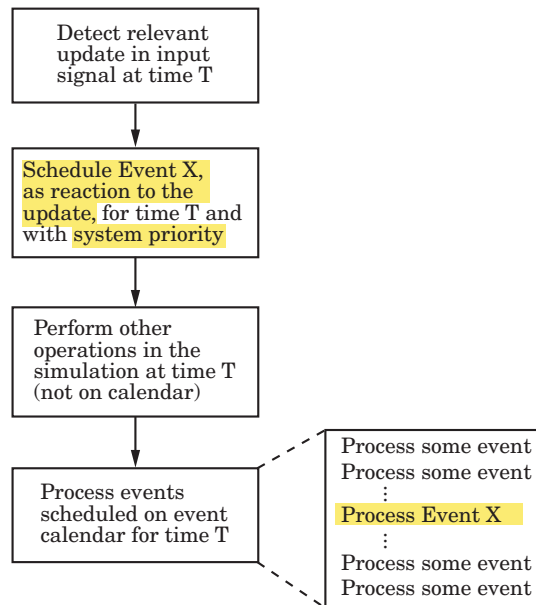 Detect relevant
update in input
signal at time T
Schedule Event X,
as reaction to the
update, for time T and
with system priority
Perform other
operations in the
simulation at time T
(not on calendar)
Process events
scheduled on event
calendar for time T
Process some event
Process some event
⋮
Process Event X
⋮
Process some event
Process some event